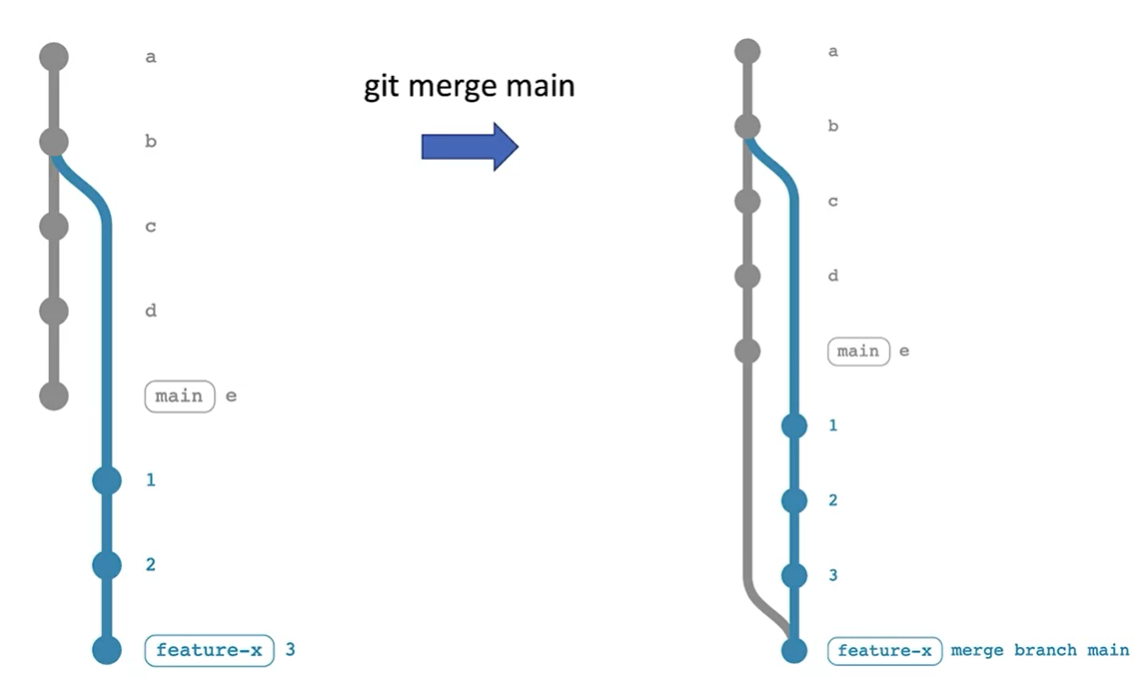 a
b
c
d
main e
1
2
feature-x 3
git merge main
a
b
c
d
main e
1
2
3
feature-x merge branch main